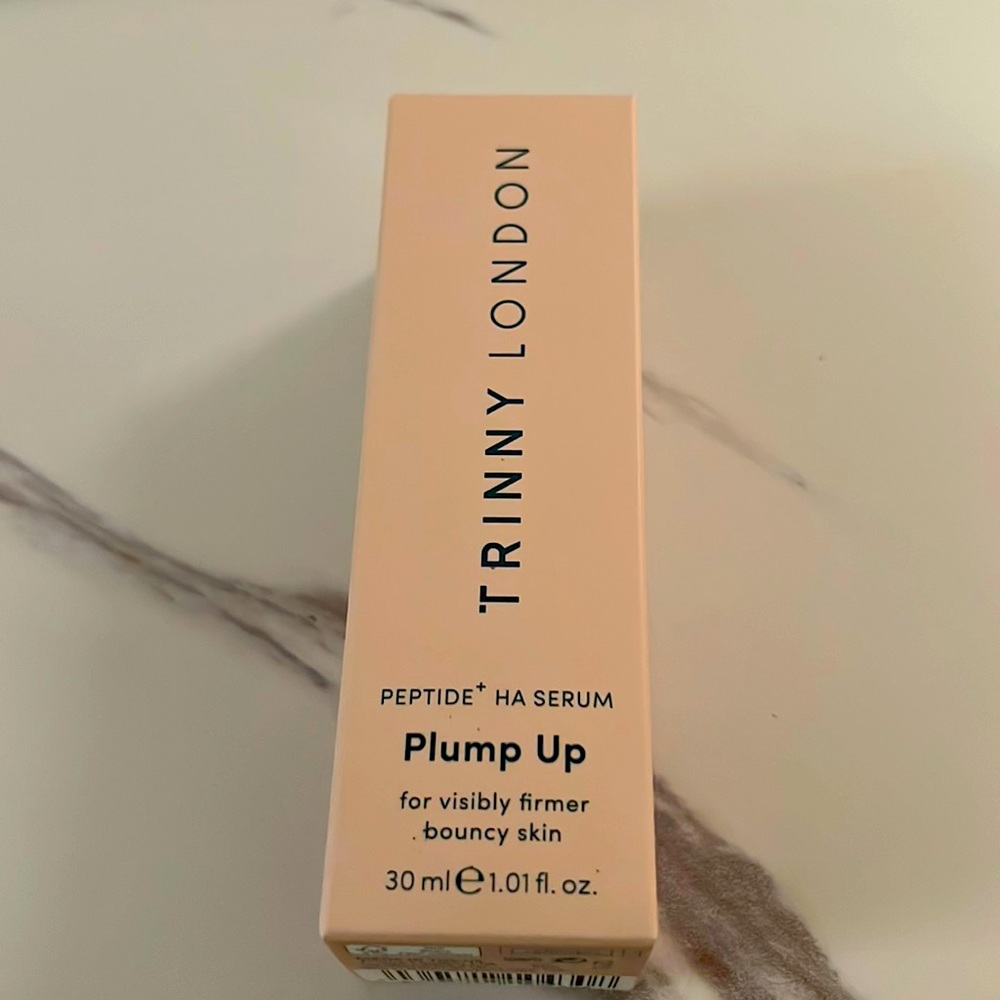 TRINNY LONDON
PEPTIDE+ HA SERUM
Plump Up
for visibly firmer
bouncy skin
30 ml ℮ 1.01 fl. oz.